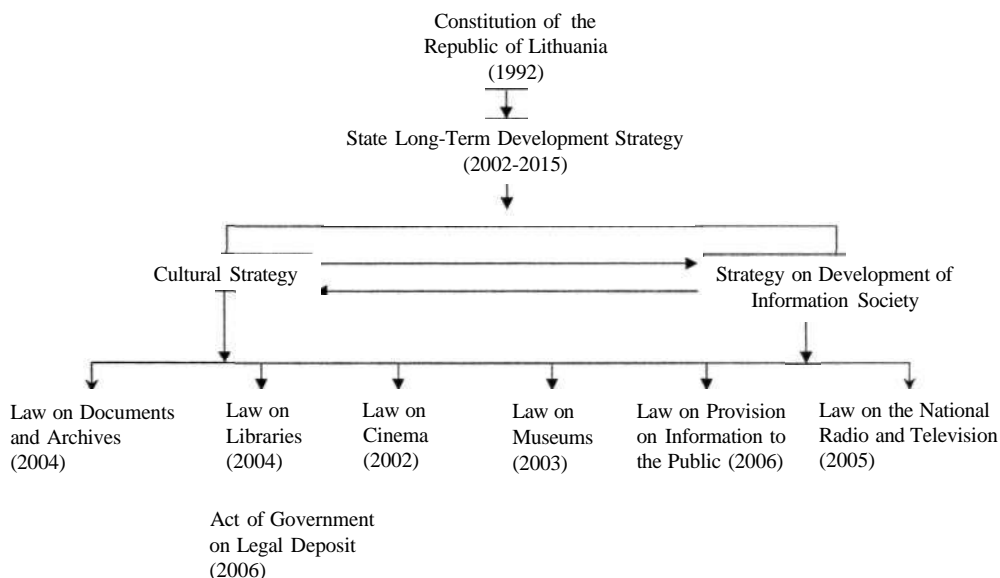 Constitution of the
Republic of Lithuania
(1992)
State Long-Term Development Strategy
(2002-2015)
Cultural Strategy
Strategy on Development of
Information Society
Law on Documents
and Archives
(2004)
Law on
Libraries
(2004)
Law on
Cinema
(2002)
Law on
Museums
(2003)
Law on Provision
on Information to
the Public (2006)
Law on the National
Radio and Television
(2005)
Act of Government
on Legal Deposit
(2006)